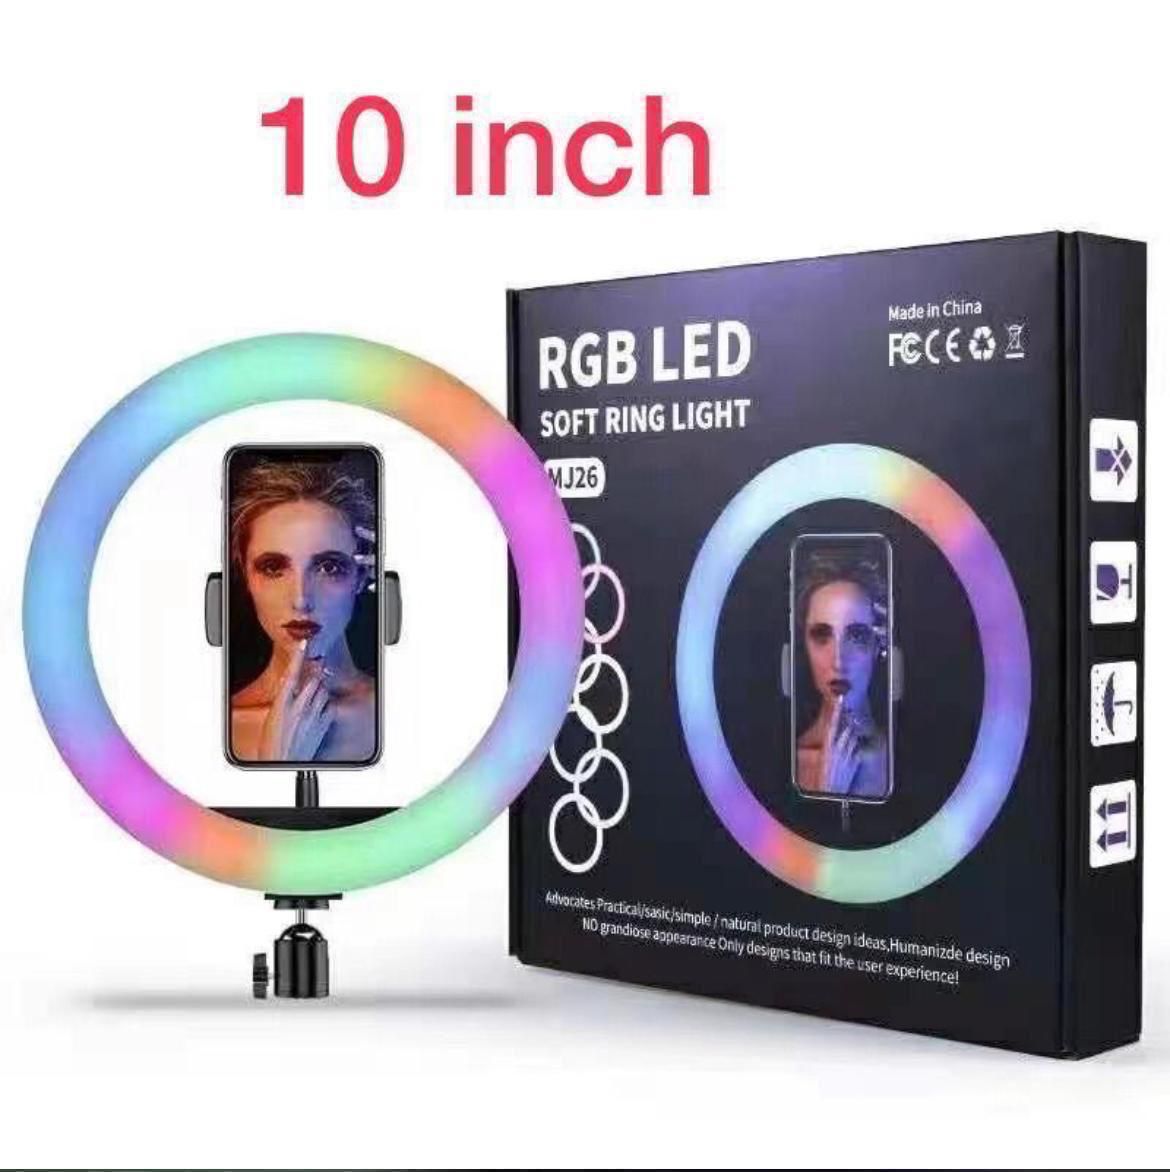 10 inch
Made in China
FC CE
RGB LED
SOFT RING LIGHT
MJ26
Advocates Practical/sasic/simple / natural product design ideas,Humanizde design
NO grandiose appearance Only designs that fit the user experience!